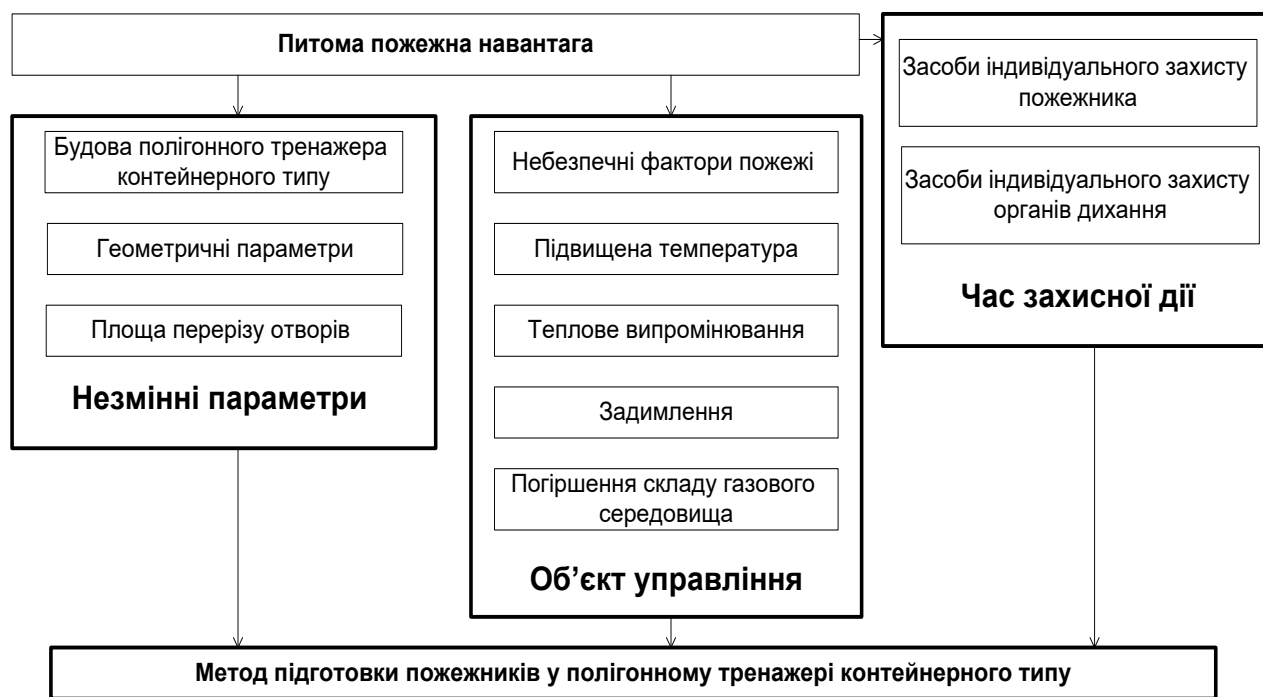 Питома пожежна навантага
Будова полігонного тренажера
контейнерного типу
Геометричні параметри
Площа перерізу отворів
Незмінні параметри
Небезпечні фактори пожежі
Підвищена температура
Теплове випромінювання
Задимлення
Погіршення складу газового
середовища
Об’єкт управління
Засоби індивідуального захисту
пожежника
Засоби індивідуального захисту
органів дихання
Час захисної дії
Метод підготовки пожежників у полігонному тренажері контейнерного типу